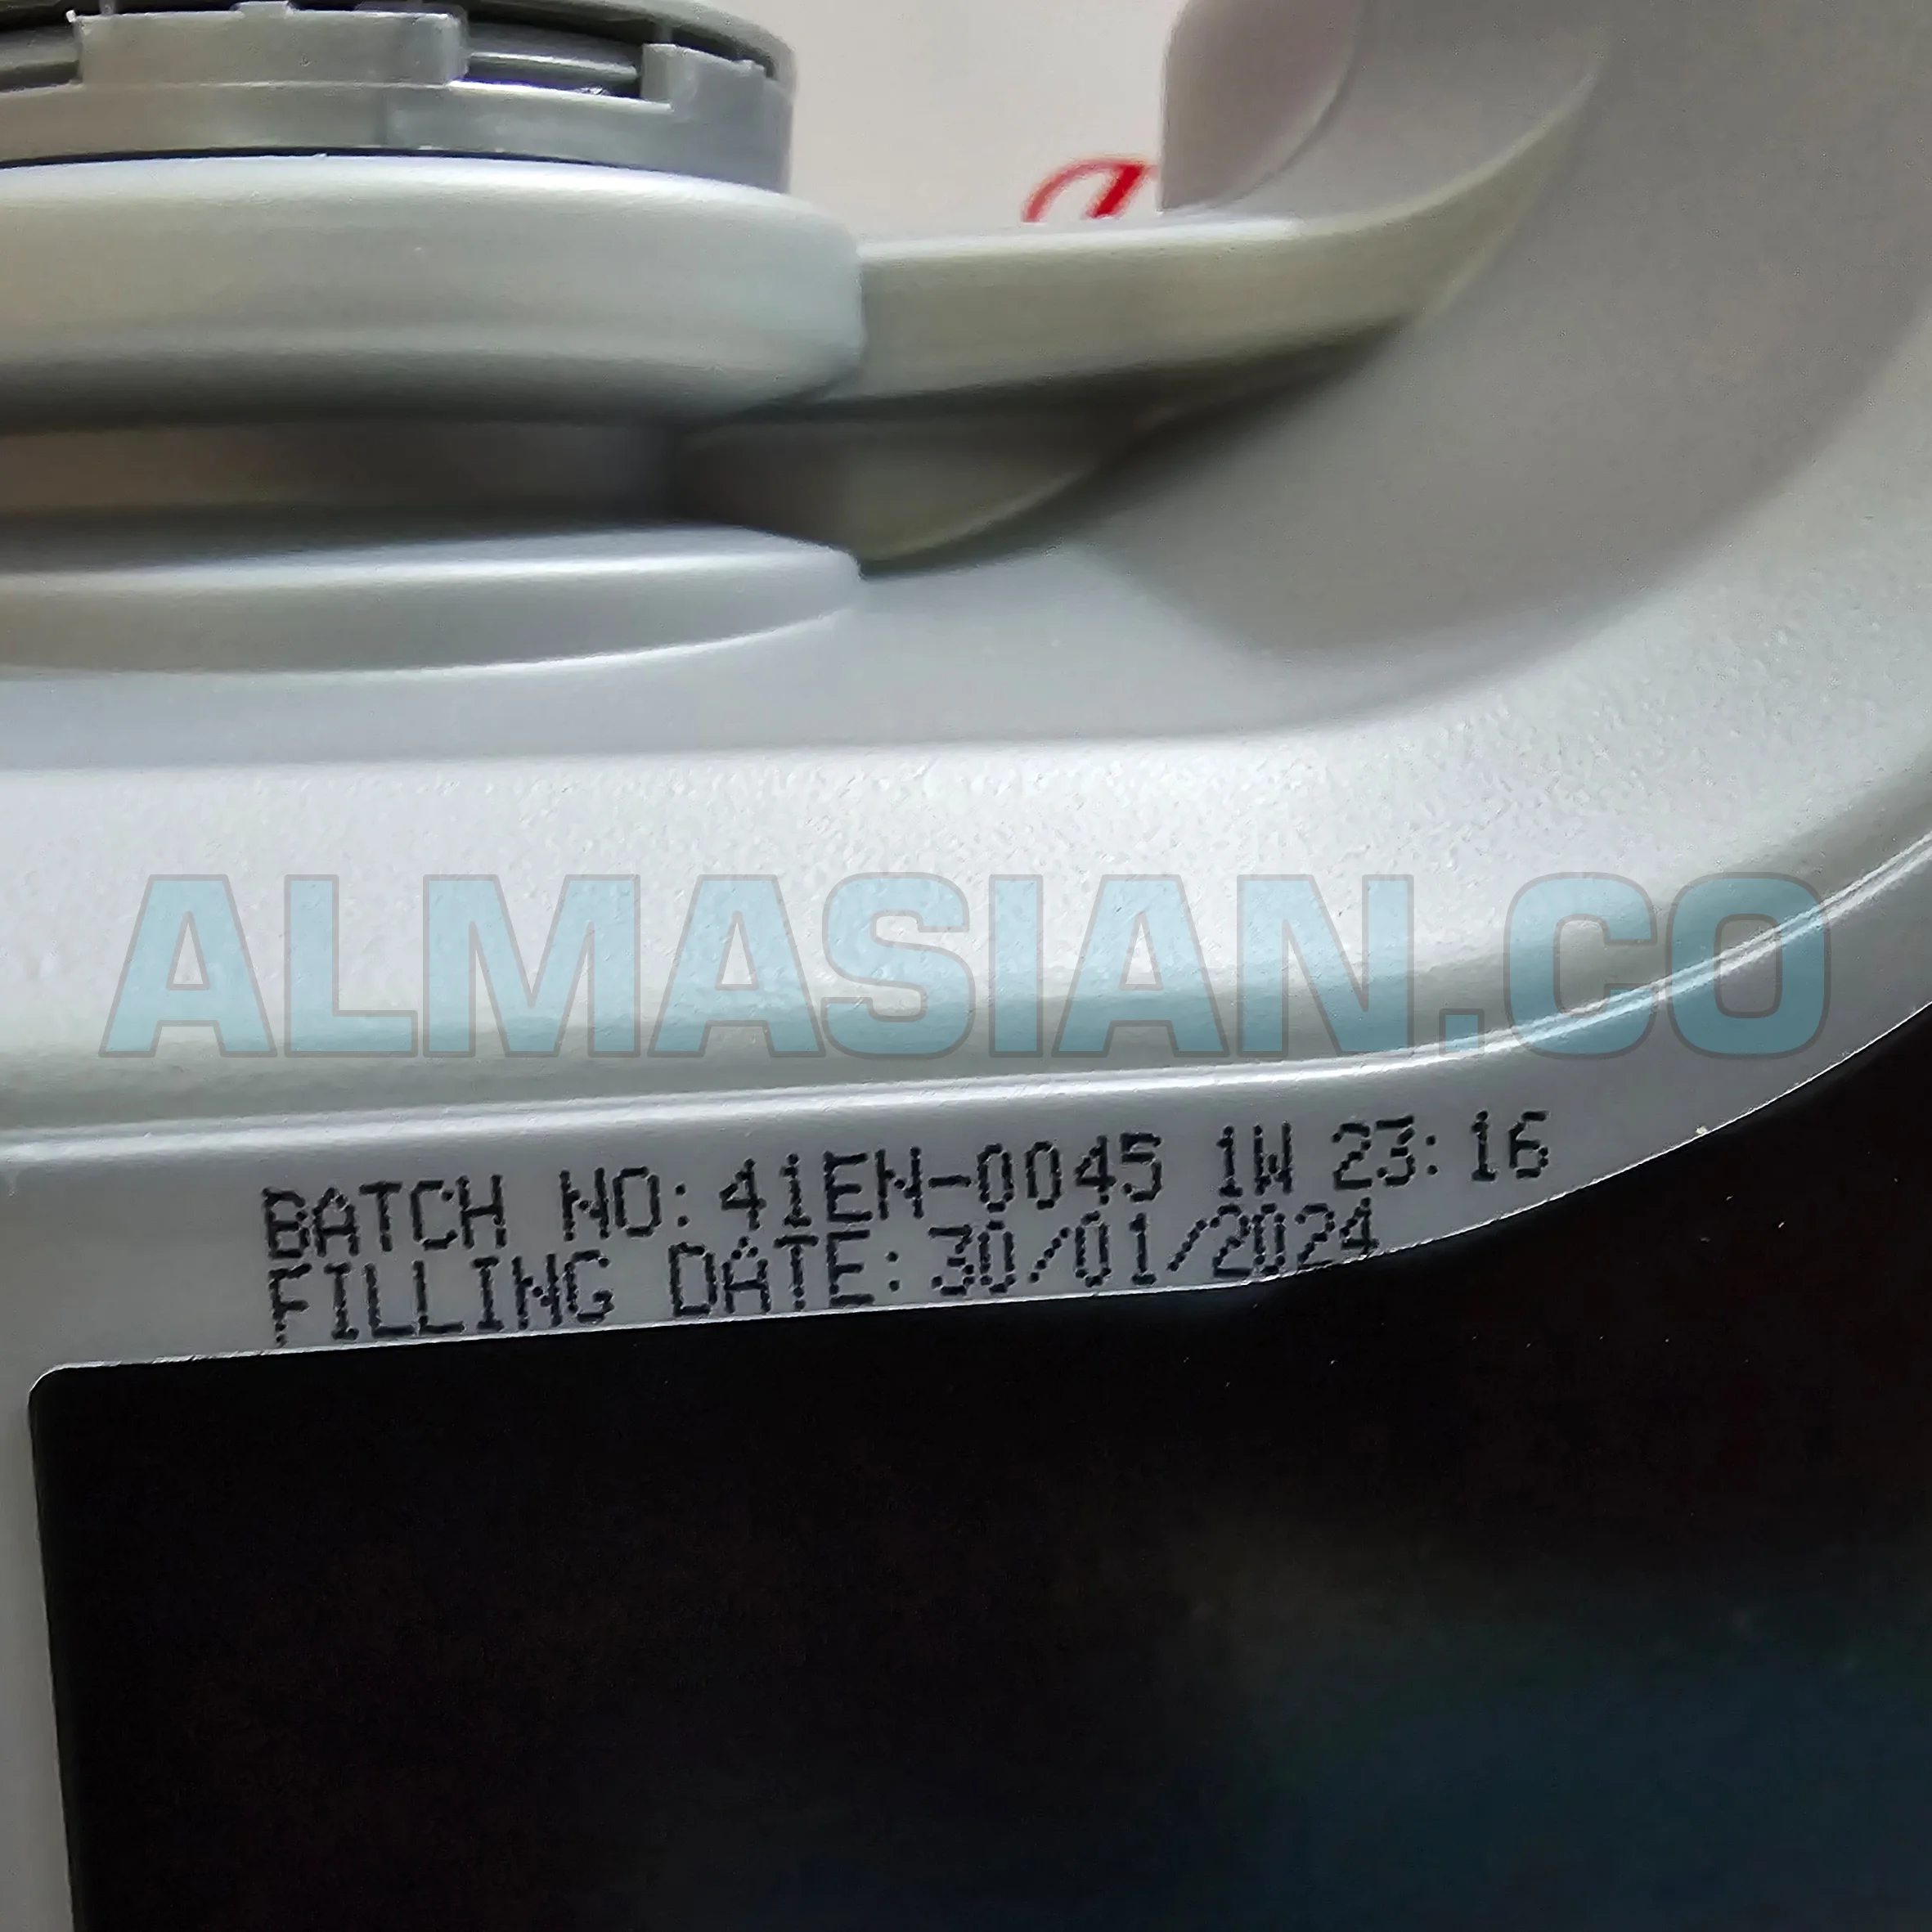 ALMASIAN.CO
BATCH NO: 41EN-0045 1W 23:16
FILLING DATE: 30/01/2024